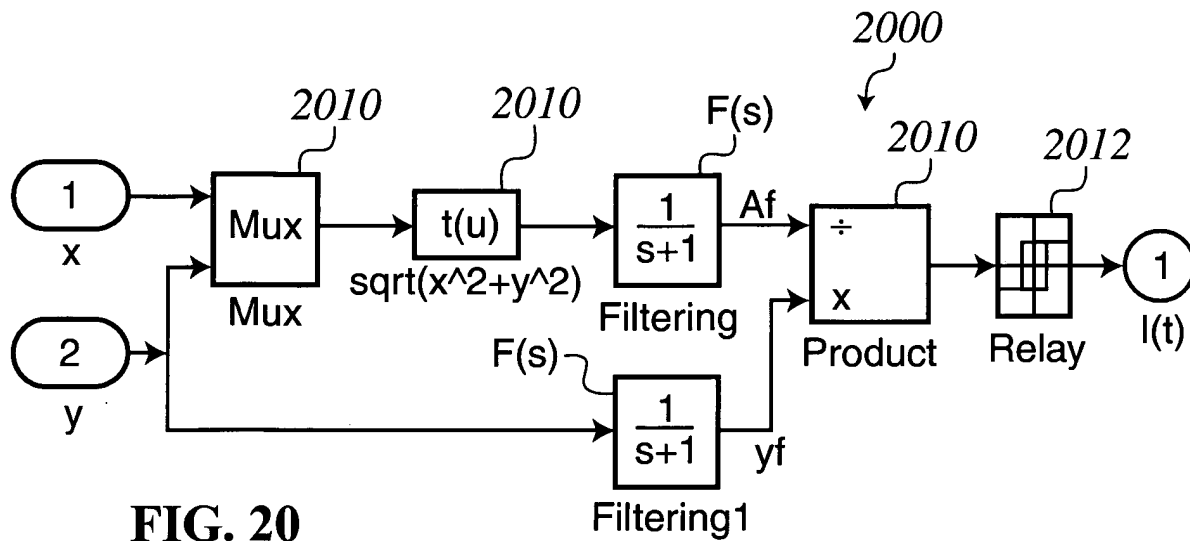 2000
2010
2010
F(s)
2010
2012
1
x
Mux
Mux
t(u)
sqrt(x^2+y^2)
1
s+1
Filtering
Af
÷
x
Product
Relay
1
I(t)
2
y
F(s)
1
s+1
Filtering1
yf
FIG. 20